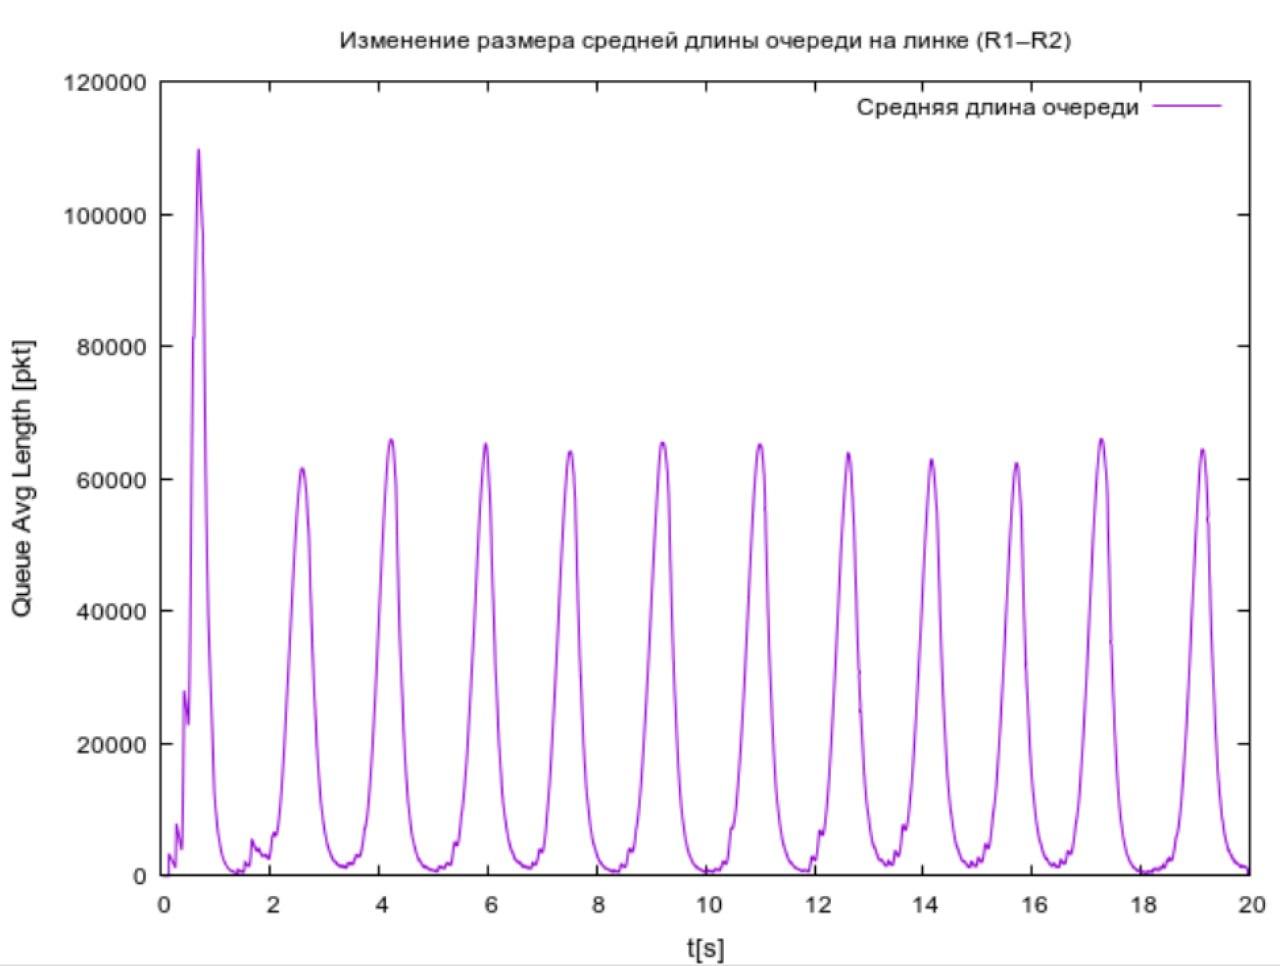 Изменение размера средней длины очереди на линке (R1–R2)
Средняя длина очереди
120000
100000
80000
60000
40000
20000
0
Queue Avg Length [pkt]
0 2 4 6 8 10 12 14 16 18 20
t[s]